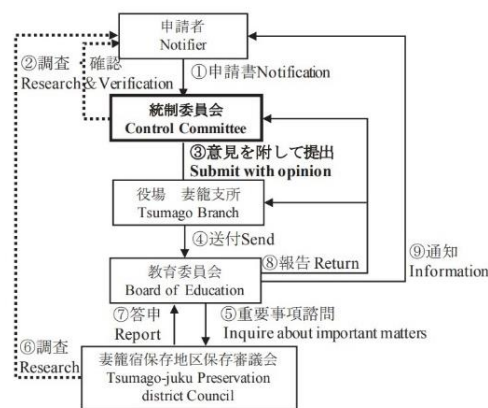 申請者
Notifier
②調査・確認
Research & Verification
①申請書Notification
統制委員会
Control Committee
③意見を附して提出
Submit with opinion
役場　妻籠支所
Tsumago Branch
④送付Send
⑧報告 Return
⑨通知
Information
教育委員会
Board of Education
⑦答申
Report
⑤重要事項諮問
Inquire about important matters
⑥調査
Research
妻籠宿保存地区保存審議会
Tsumago-juku Preservation
district Council